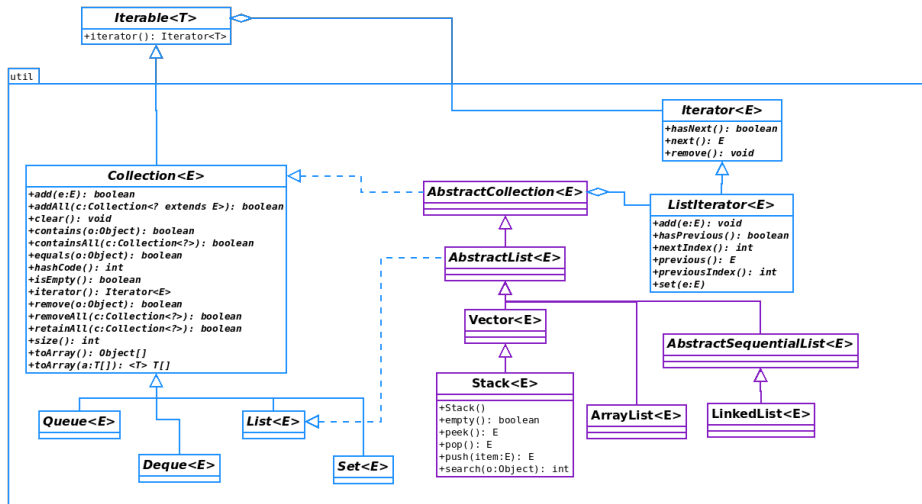 Iterable<T>
+iterator(): Iterator<T>
util
Iterator<E>
+hasNext(): boolean
+next(): E
+remove(): void
Collection<E>
+add(e:E): boolean
+addAll(c:Collection<? extends E>): boolean
+clear(): void
+contains(o:Object): boolean
+containsAll(c:Collection<?>): boolean
+equals(o:Object): boolean
+hashCode(): int
+isEmpty(): boolean
+iterator(): Iterator<E>
+remove(o:Object): boolean
+removeAll(c:Collection<?>): boolean
+retainAll(c:Collection<?>): boolean
+size(): int
+toArray(): Object[]
+toArray(a:T[]): <T> T[]
AbstractCollection<E>
ListIterator<E>
+add(e:E): void
+hasPrevious(): boolean
+nextIndex(): int
+previous(): E
+previousIndex(): int
+set(e:E)
AbstractList<E>
Vector<E>
AbstractSequentialList<E>
Stack<E>
+Stack()
+empty(): boolean
+peek(): E
+pop(): E
+push(item:E): E
+search(o:Object): int
ArrayList<E>
LinkedList<E>
Queue<E>
List<E>
Deque<E>
Set<E>